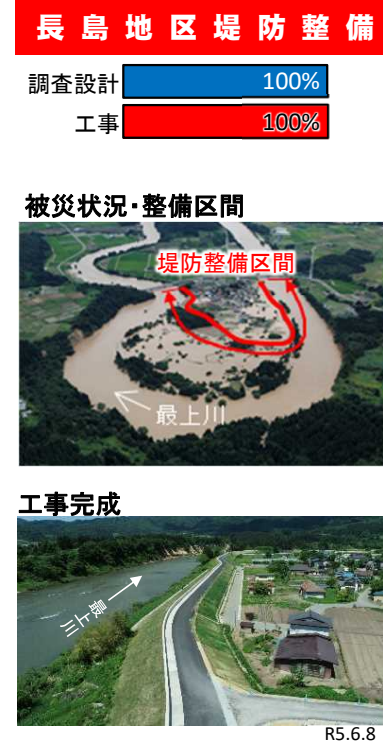 長島地区堤防整備
調査設計 100%
工事 100%
被災状況・整備区間
堤防整備区間
最上川
工事完成
最上川
R5.6.8